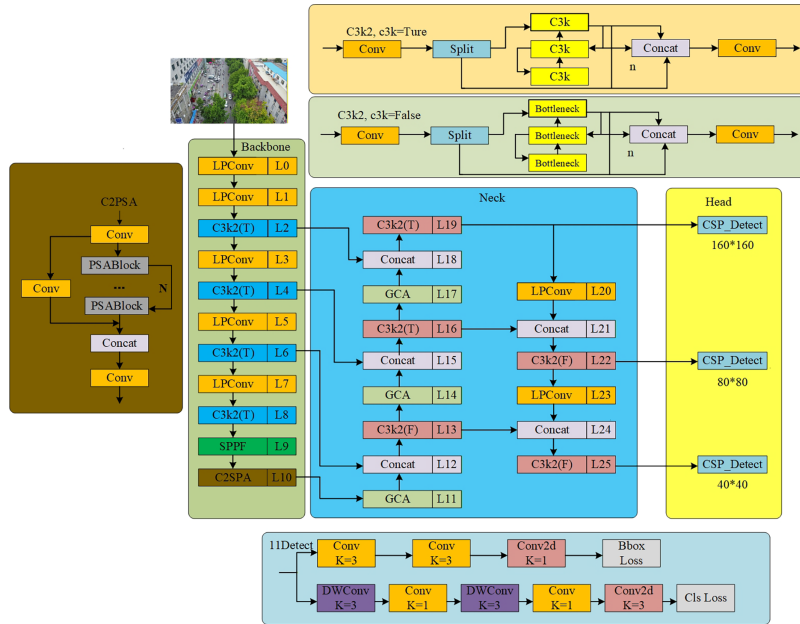 C3k2, c3k=Ture
Conv
Split
C3k
C3k
C3k
n
Concat
Conv
C3k2, c3k=False
Conv
Split
Bottleneck
Bottleneck
Bottleneck
n
Concat
Conv
C2PSA
Conv
PSABlock
Conv
...
N
PSABlock
Concat
Conv
Backbone
LPConv L0
LPConv L1
C3k2(T) L2
LPConv L3
C3k2(T) L4
LPConv L5
C3k2(T) L6
LPConv L7
C3k2(T) L8
SPPF L9
C2SPA L10
Neck
C3k2(T) L19
Concat L18
GCA L17
C3k2(T) L16
Concat L15
GCA L14
C3k2(F) L13
Concat L12
GCA L11
LPConv L20
Concat L21
C3k2(F) L22
LPConv L23
Concat L24
C3k2(F) L25
Head
CSP_Detect
160*160
CSP_Detect
80*80
CSP_Detect
40*40
11Detect
Conv
K=3
Conv
K=3
Conv2d
K=1
Bbox
Loss
DWConv
K=3
Conv
K=1
DWConv
K=3
Conv
K=1
Conv2d
K=3
Cls Loss